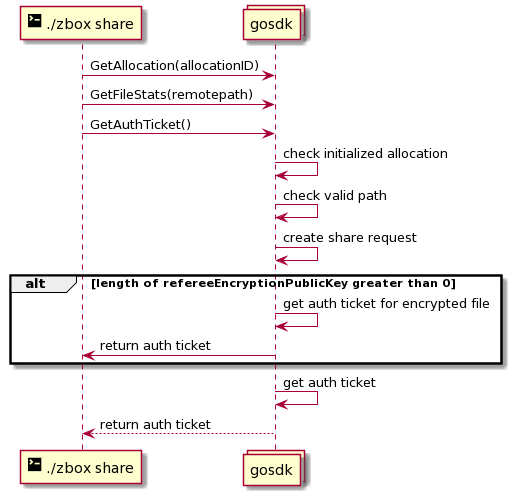 ./zbox share
gosdk
GetAllocation(allocationID)
GetFileStats(remotepath)
GetAuthTicket()
check initialized allocation
check valid path
create share request
alt
[length of refereeEncryptionPublicKey greater than 0]
get auth ticket for encrypted file
return auth ticket
get auth ticket
return auth ticket
./zbox share
gosdk